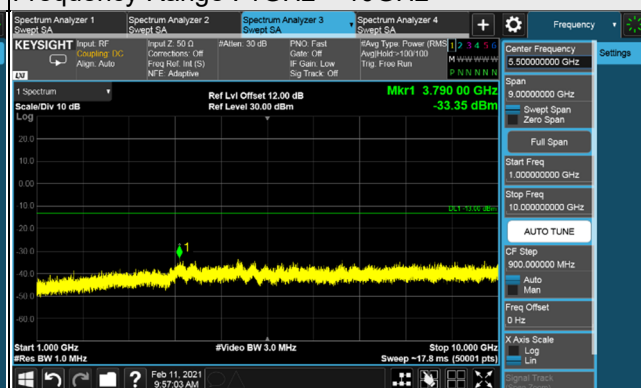 Frequency Range : 1GHz ~ 10GHz
Spectrum Analyzer 1
Swept SA
Spectrum Analyzer 2
Swept SA
Spectrum Analyzer 3
Swept SA
Spectrum Analyzer 4
Swept SA
+
Frequency
KEYSIGHT
Input: RF
Coupling: DC
Align: Auto
Input Z: 50 Ω
Corrections: Off
Freq Ref: Int (S)
NFE: Adaptive
#Atten: 30 dB
PNO: Fast
Gate: Off
IF Gain: Low
Sig Track: Off
#Avg Type: Power (RMS
Avg|Hold:>100/100
Trig: Free Run
1 2 3 4 5 6
M W W W W W
P N N N N N
LXI
Center Frequency
5.500000000 GHz
Settings
Span
9.00000000 GHz
Swept Span
Zero Span
Full Span
Start Freq
1.000000000 GHz
Stop Freq
10.000000000 GHz
AUTO TUNE
CF Step
900.000000 MHz
Auto
Man
Freq Offset
0 Hz
X Axis Scale
Log
Lin
Signal Track
1 Spectrum
Scale/Div 10 dB
Log
Ref Lvl Offset 12.00 dB
Ref Level 30.00 dBm
Mkr1 3.790 00 GHz
-33.35 dBm
20.0
10.0
0.00
-10.0
DL1 -13.00 dBm
-20.0
1
-30.0
-40.0
-50.0
-60.0
Start 1.000 GHz
#Res BW 1.0 MHz
#Video BW 3.0 MHz
Stop 10.000 GHz
Sweep ~17.8 ms (50001 pts)
?
Feb 11, 2021
9:57:03 AM